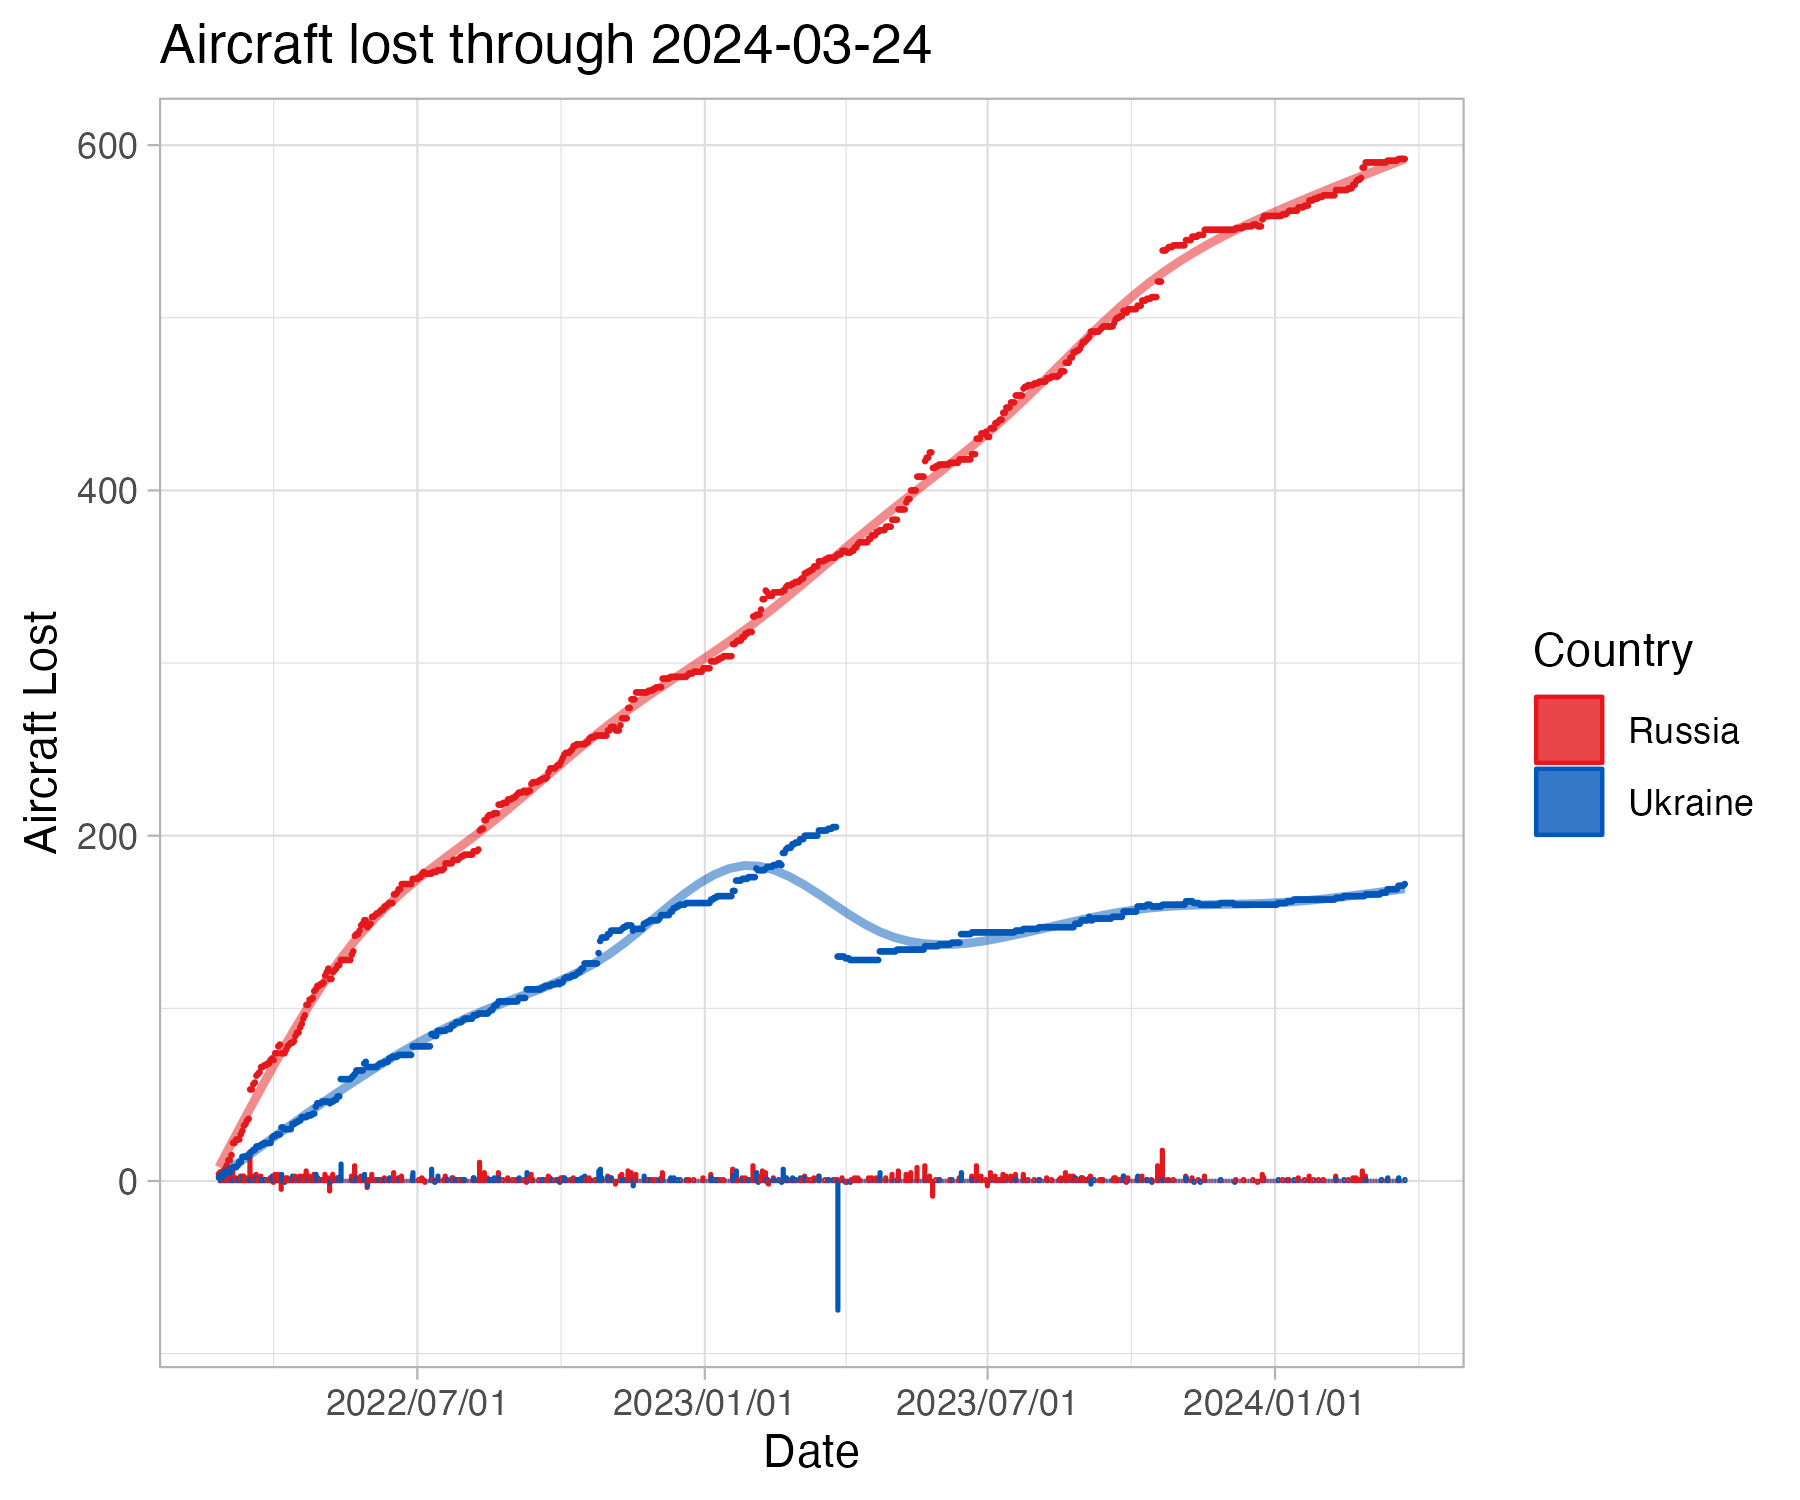 Aircraft lost through 2024-03-24
600
400
200
0
Aircraft Lost
2022/07/01
2023/01/01
2023/07/01
2024/01/01
Date
Country
Russia
Ukraine